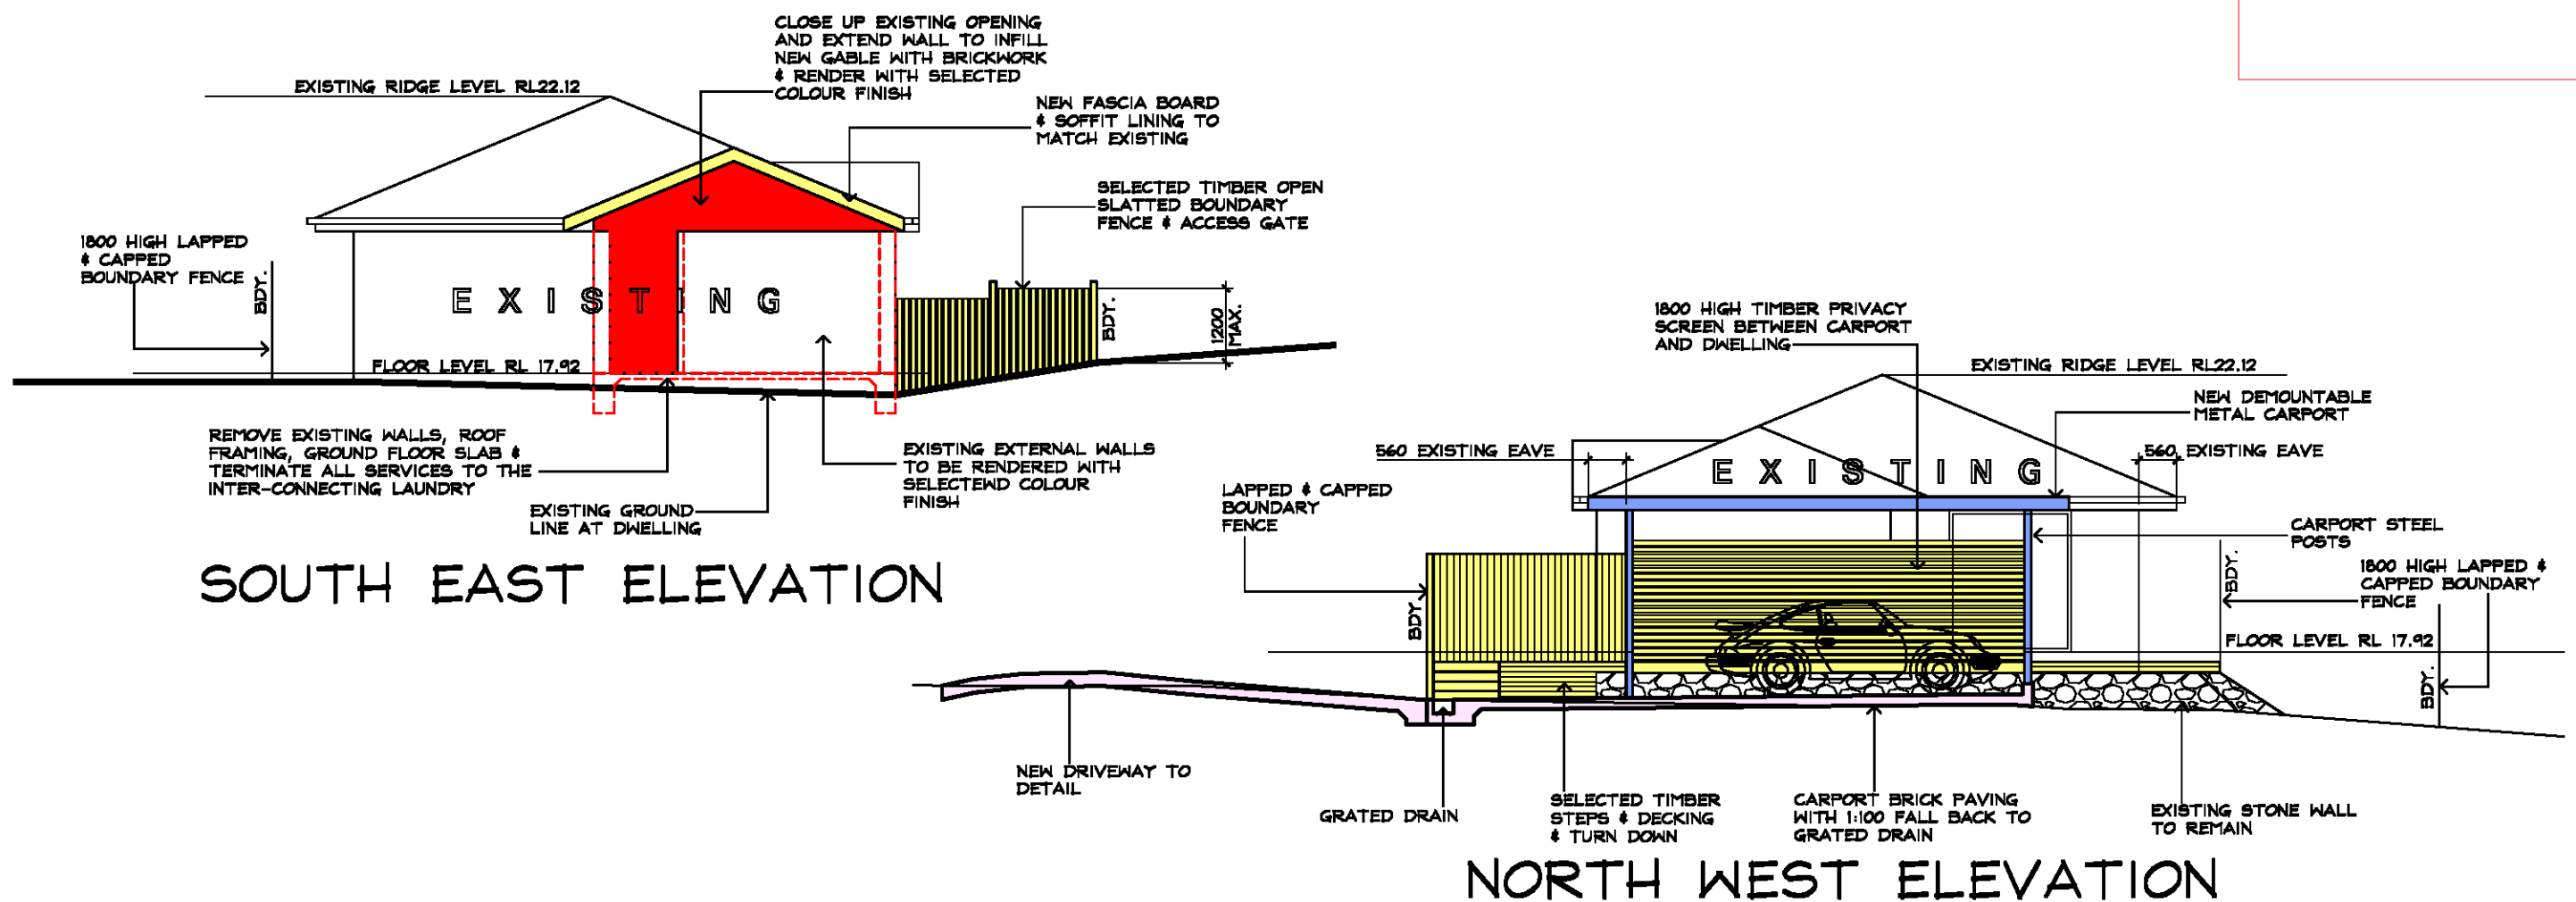 CLOSE UP EXISTING OPENING
AND EXTEND WALL TO INFILL
NEW GABLE WITH BRICKWORK
& RENDER WITH SELECTED
COLOUR FINISH
EXISTING RIDGE LEVEL RL22.12
NEW FASCIA BOARD
& SOFFIT LINING TO
MATCH EXISTING
SELECTED TIMBER OPEN
SLATTED BOUNDARY
FENCE & ACCESS GATE
1800 HIGH LAPPED
& CAPPED
BOUNDARY FENCE
BDY.
EXISTING
BDY.
1200
MAX.
FLOOR LEVEL RL 17.92
REMOVE EXISTING WALLS, ROOF
FRAMING, GROUND FLOOR SLAB &
TERMINATE ALL SERVICES TO THE
INTER-CONNECTING LAUNDRY
EXISTING GROUND
LINE AT DWELLING
EXISTING EXTERNAL WALLS
TO BE RENDERED WITH
SELECTEWD COLOUR
FINISH
SOUTH EAST ELEVATION
1800 HIGH TIMBER PRIVACY
SCREEN BETWEEN CARPORT
AND DWELLING
EXISTING RIDGE LEVEL RL22.12
NEW DEMOUNTABLE
METAL CARPORT
560 EXISTING EAVE
560 EXISTING EAVE
EXISTING
LAPPED & CAPPED
BOUNDARY
FENCE
CARPORT STEEL
POSTS
BDY.
1800 HIGH LAPPED &
CAPPED BOUNDARY
FENCE
BDY
FLOOR LEVEL RL 17.92
BDY.
NEW DRIVEWAY TO
DETAIL
GRATED DRAIN
SELECTED TIMBER
STEPS & DECKING
& TURN DOWN
CARPORT BRICK PAVING
WITH 1:100 FALL BACK TO
GRATED DRAIN
EXISTING STONE WALL
TO REMAIN
NORTH WEST ELEVATION